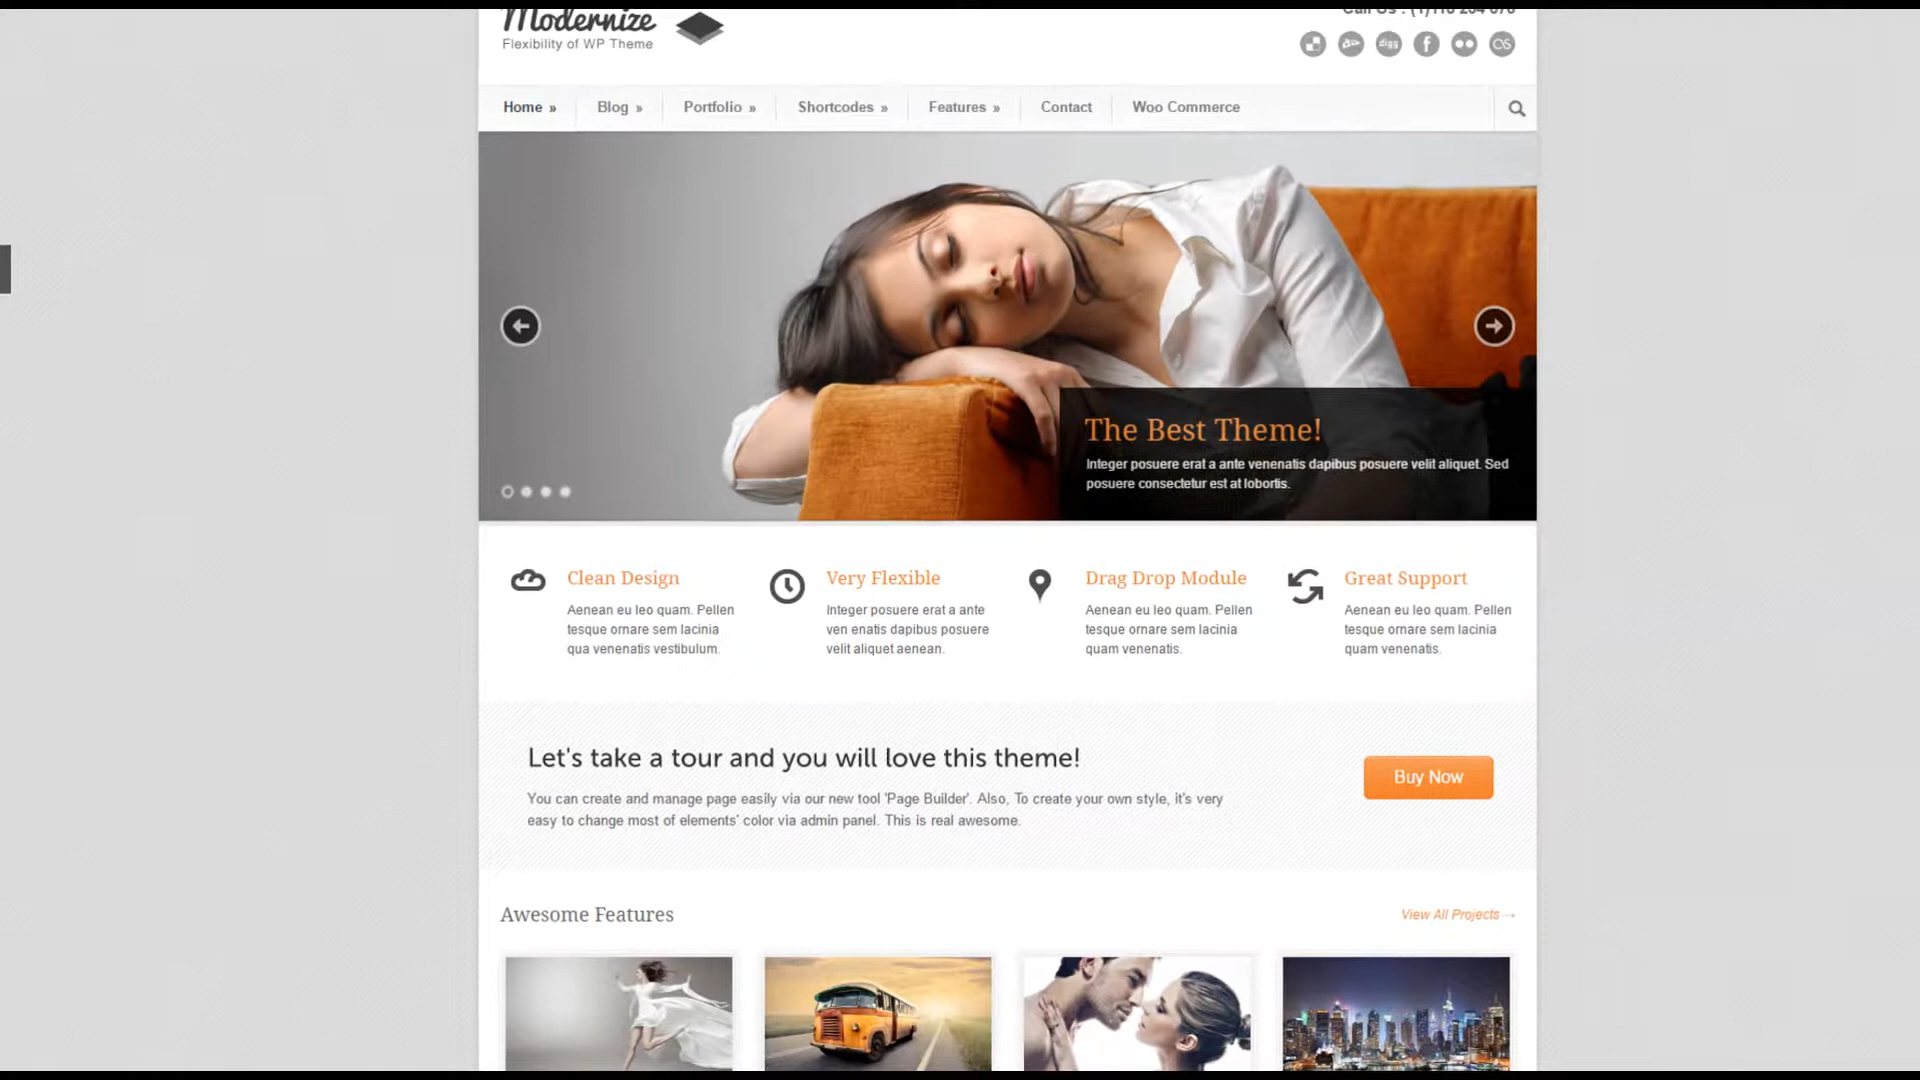 Modernize
Flexibility of WP Theme
Call Us : (1)118 234 678
digg
Home »
Blog »
Portfolio »
Shortcodes »
Features »
Contact
Woo Commerce
The Best Theme!
Integer posuere erat a ante venenatis dapibus posuere velit aliquet. Sed
posuere consectetur est at lobortis.
Clean Design
Aenean eu leo quam. Pellen
tesque ornare sem lacinia
qua venenatis vestibulum.
Very Flexible
Integer posuere erat a ante
ven enatis dapibus posuere
velit aliquet aenean.
Drag Drop Module
Aenean eu leo quam. Pellen
tesque ornare sem lacinia
quam venenatis.
Great Support
Aenean eu leo quam. Pellen
tesque ornare sem lacinia
quam venenatis.
Let's take a tour and you will love this theme!
You can create and manage page easily via our new tool 'Page Builder'. Also, To create your own style, it's very
easy to change most of elements' color via admin panel. This is real awesome.
Buy Now
Awesome Features
View All Projects →